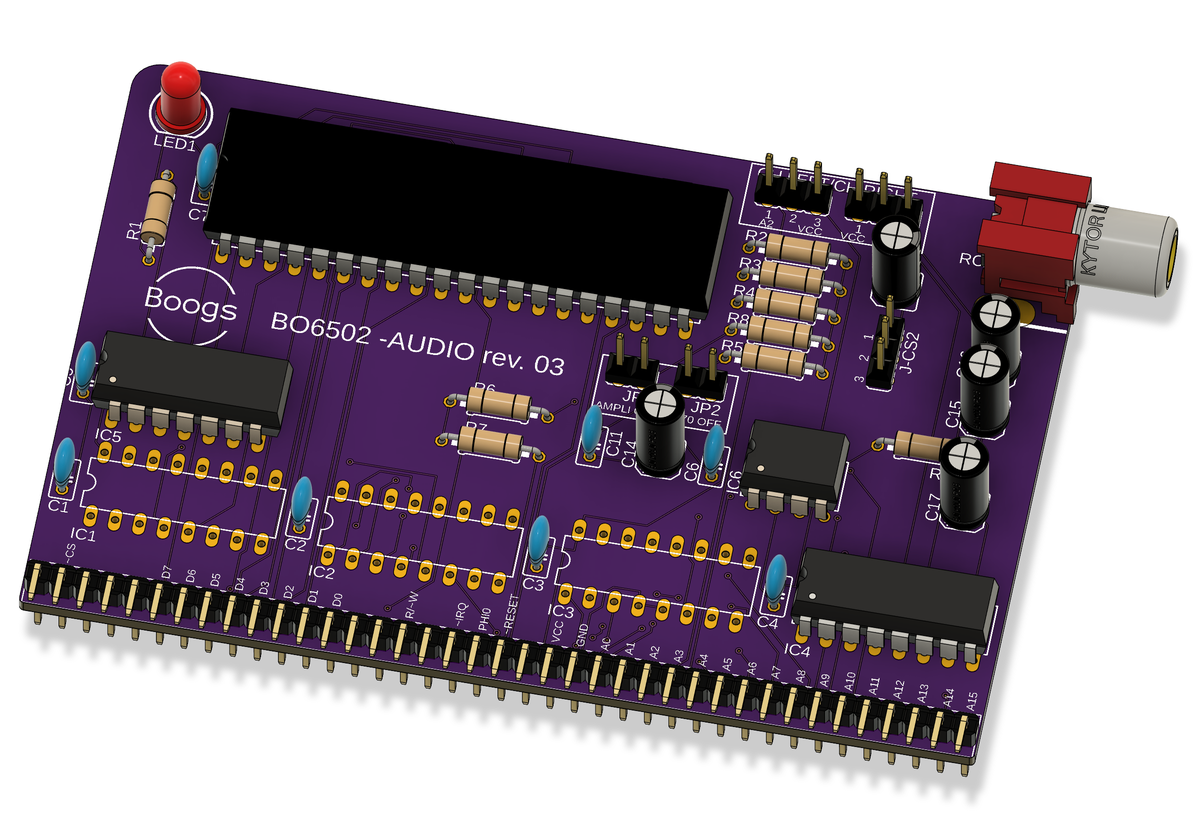 LED1
R1
Boogs
BO6502 -AUDIO rev. 03
1 2 3
A2 VCC
1
VCC
R2
R3
R4
R8
R5
KYTOR
1
2
3
J-CS2
R6
R7
JP2
C11
C14
C6
C15
C17
IC5
C1
IC1
C2
IC2
C3
IC3
C4
IC4
~CS
D7
D6
D5
D4
D3
D2
D1
D0
R/~W
~IRQ
PHI0
~RESET
VCC
GND
A0
A1
A2
A3
A4
A5
A6
A7
A8
A9
A10
A11
A12
A13
A14
A15